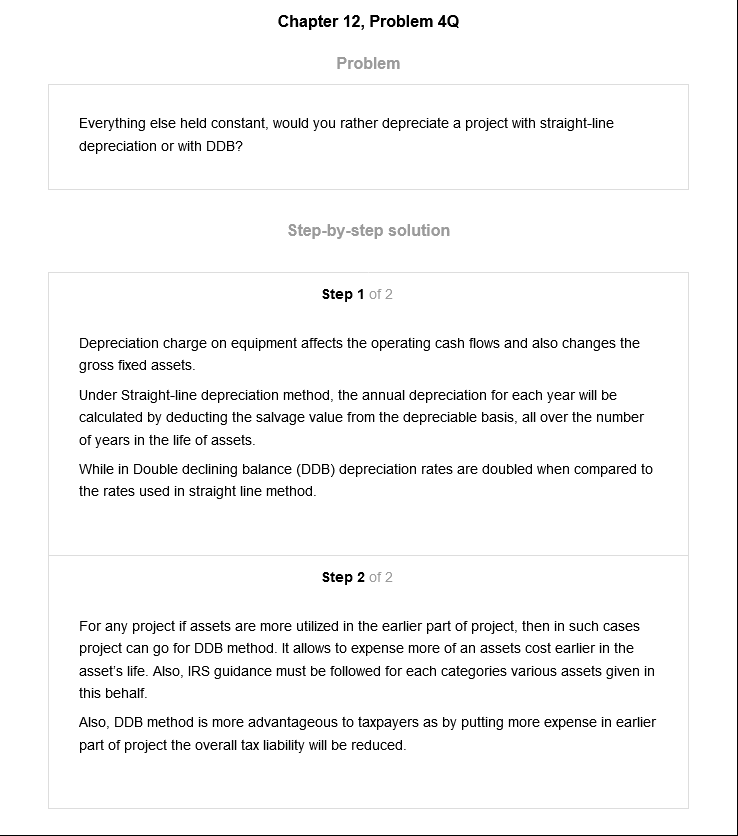 Chapter 12, Problem 4Q
Problem
Everything else held constant, would you rather depreciate a project with straight-line
depreciation or with DDB?
Step-by-step solution
Step 1 of 2
Depreciation charge on equipment affects the operating cash flows and also changes the
gross fixed assets.
Under Straight-line depreciation method, the annual depreciation for each year will be
calculated by deducting the salvage value from the depreciable basis, all over the number
of years in the life of assets.
While in Double declining balance (DDB) depreciation rates are doubled when compared to
the rates used in straight line method.
Step 2 of 2
For any project if assets are more utilized in the earlier part of project, then in such cases
project can go for DDB method. It allows to expense more of an assets cost earlier in the
asset's life. Also, IRS guidance must be followed for each categories various assets given in
this behalf.
Also, DDB method is more advantageous to taxpayers as by putting more expense in earlier
part of project the overall tax liability will be reduced.